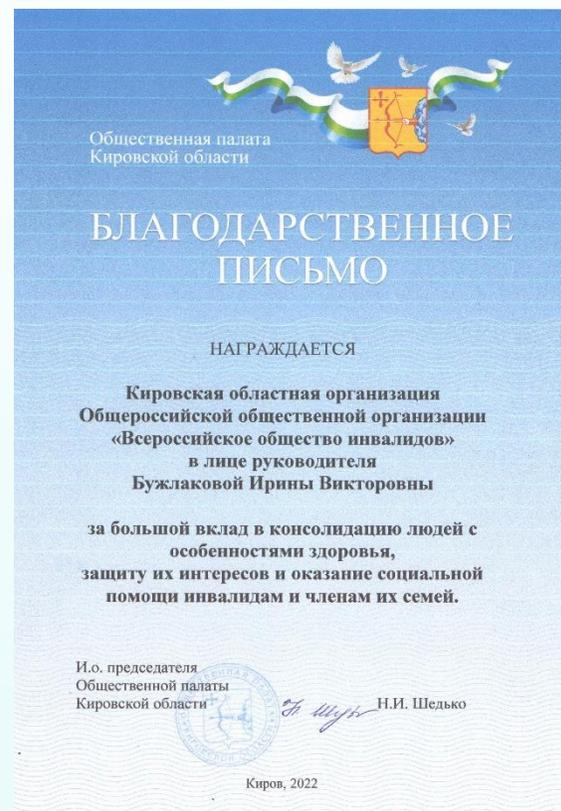 Общественная палата
Кировской области
БЛАГОДАРСТВЕННОЕ
ПИСЬМО
НАГРАЖДАЕТСЯ
Кировская областная организация
Общероссийской общественной организации
«Всероссийское общество инвалидов»
в лице руководителя
Бужлаковой Ирины Викторовны
за большой вклад в консолидацию людей с
особенностями здоровья,
защиту их интересов и оказание социальной
помощи инвалидам и членам их семей.
И.о. председателя
Общественной палаты
Кировской области
Н.И. Шедько
Киров, 2022